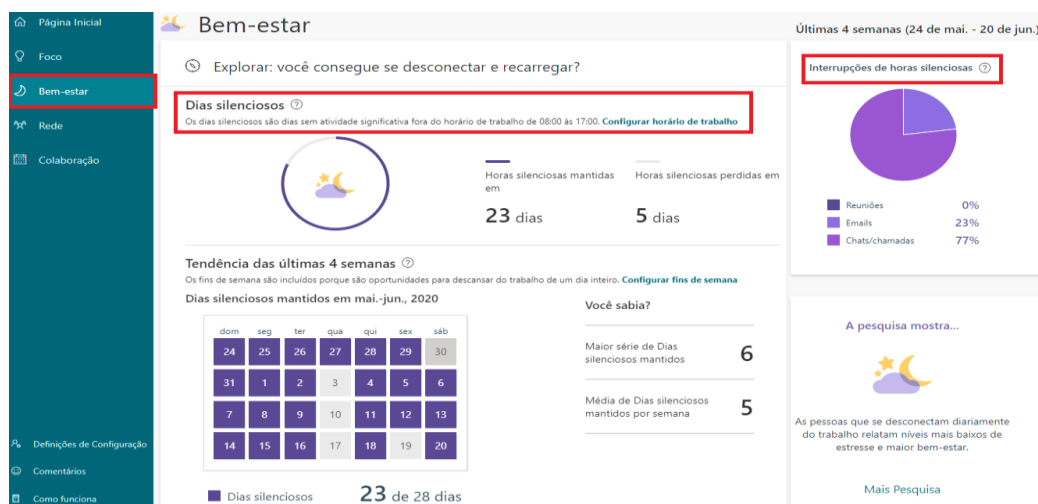 Página Inicial
Foco
Bem-estar
Rede
Colaboração
Definições de Configuração
Comentários
Como funciona
Bem-estar
Explorar: você consegue se desconectar e recarregar?
Dias silenciosos
Os dias silenciosos são dias sem atividade significativa fora do horário de trabalho de 08:00 às 17:00. Configurar horário de trabalho
Horas silenciosas mantidas
em
23 dias
Horas silenciosas perdidas em
5 dias
Tendência das últimas 4 semanas
Os fins de semana são incluídos porque são oportunidades para descansar do trabalho de um dia inteiro. Configurar fins de semana
Dias silenciosos mantidos em mai.-jun., 2020
dom seg ter qua qui sex sáb
24 25 26 27 28 29 30
31 1 2 3 4 5 6
7 8 9 10 11 12 13
14 15 16 17 18 19 20
Dias silenciosos 23 de 28 dias
Você sabia?
Maior série de Dias
silenciosos mantidos
6
Média de Dias silenciosos
mantidos por semana
5
Últimas 4 semanas (24 de mai. - 20 de jun.)
Interrupções de horas silenciosas
Reuniões 0%
Emails 23%
Chats/chamadas 77%
A pesquisa mostra...
As pessoas que se desconectam diariamente
do trabalho relatam níveis mais baixos de
estresse e maior bem-estar.
Mais Pesquisa